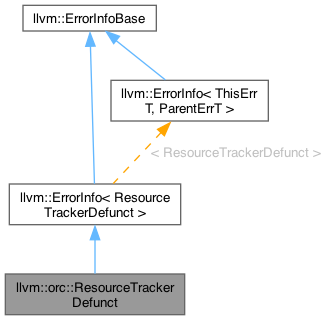 llvm::ErrorInfoBase
llvm::ErrorInfo< ThisErr
T, ParentErrT >
< ResourceTrackerDefunct >
llvm::ErrorInfo< Resource
TrackerDefunct >
llvm::orc::ResourceTracker
Defunct